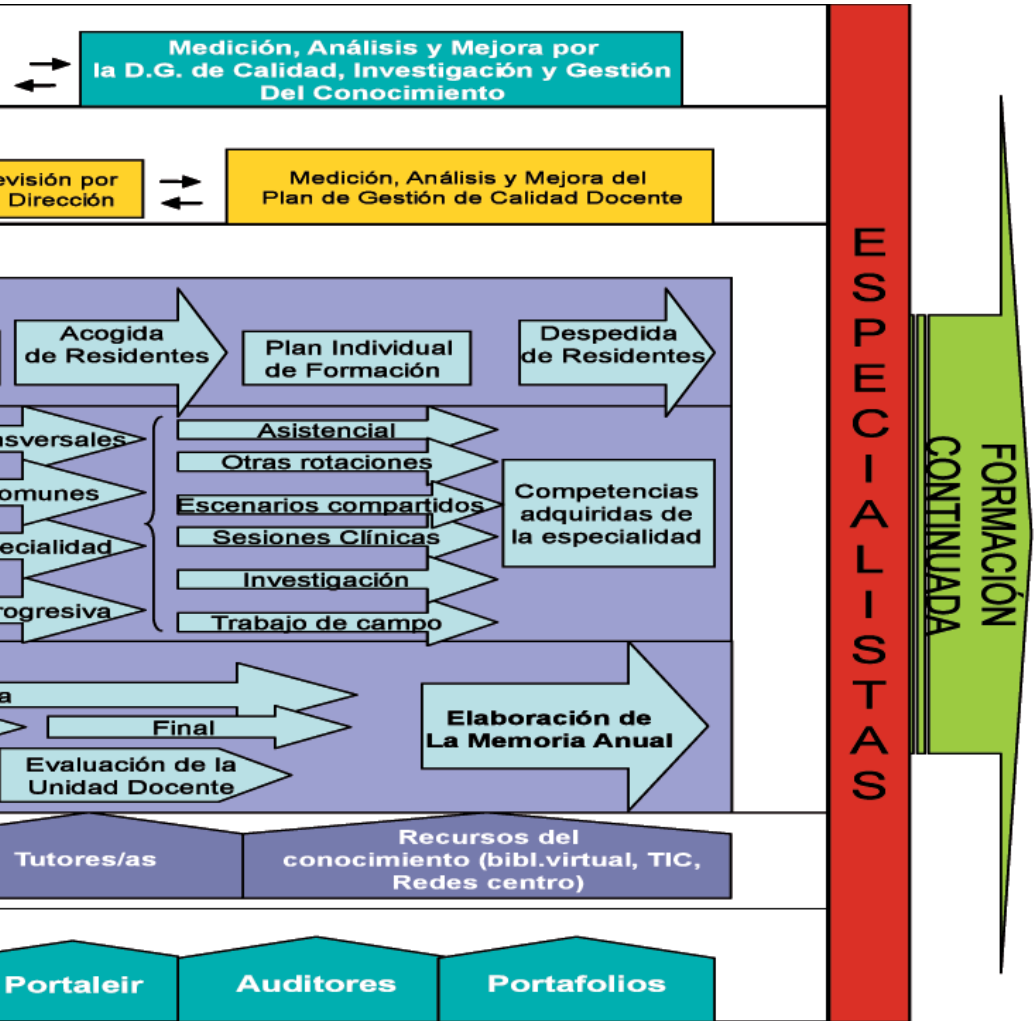 Medición, Análisis y Mejora por
la D.G. de Calidad, Investigación y Gestión
Del Conocimiento
evisión por
Dirección
Medición, Análisis y Mejora del
Plan de Gestión de Calidad Docente
Acogida
de Residentes
Plan Individual
de Formación
Despedida
de Residentes
nsversales
omunes
pecialidad
rogresiva
Asistencial
Otras rotaciones
Escenarios compartidos
Sesiones Clínicas
Investigación
Trabajo de campo
Competencias
adquiridas de
la especialidad
a
Final
Evaluación de la
Unidad Docente
Elaboración de
La Memoria Anual
Tutores/as
Recursos del
conocimiento (bibl.virtual, TIC,
Redes centro)
Portaleir
Auditores
Portafolios
ESPECIALISTAS
FORMACIÓN
CONTINUADA